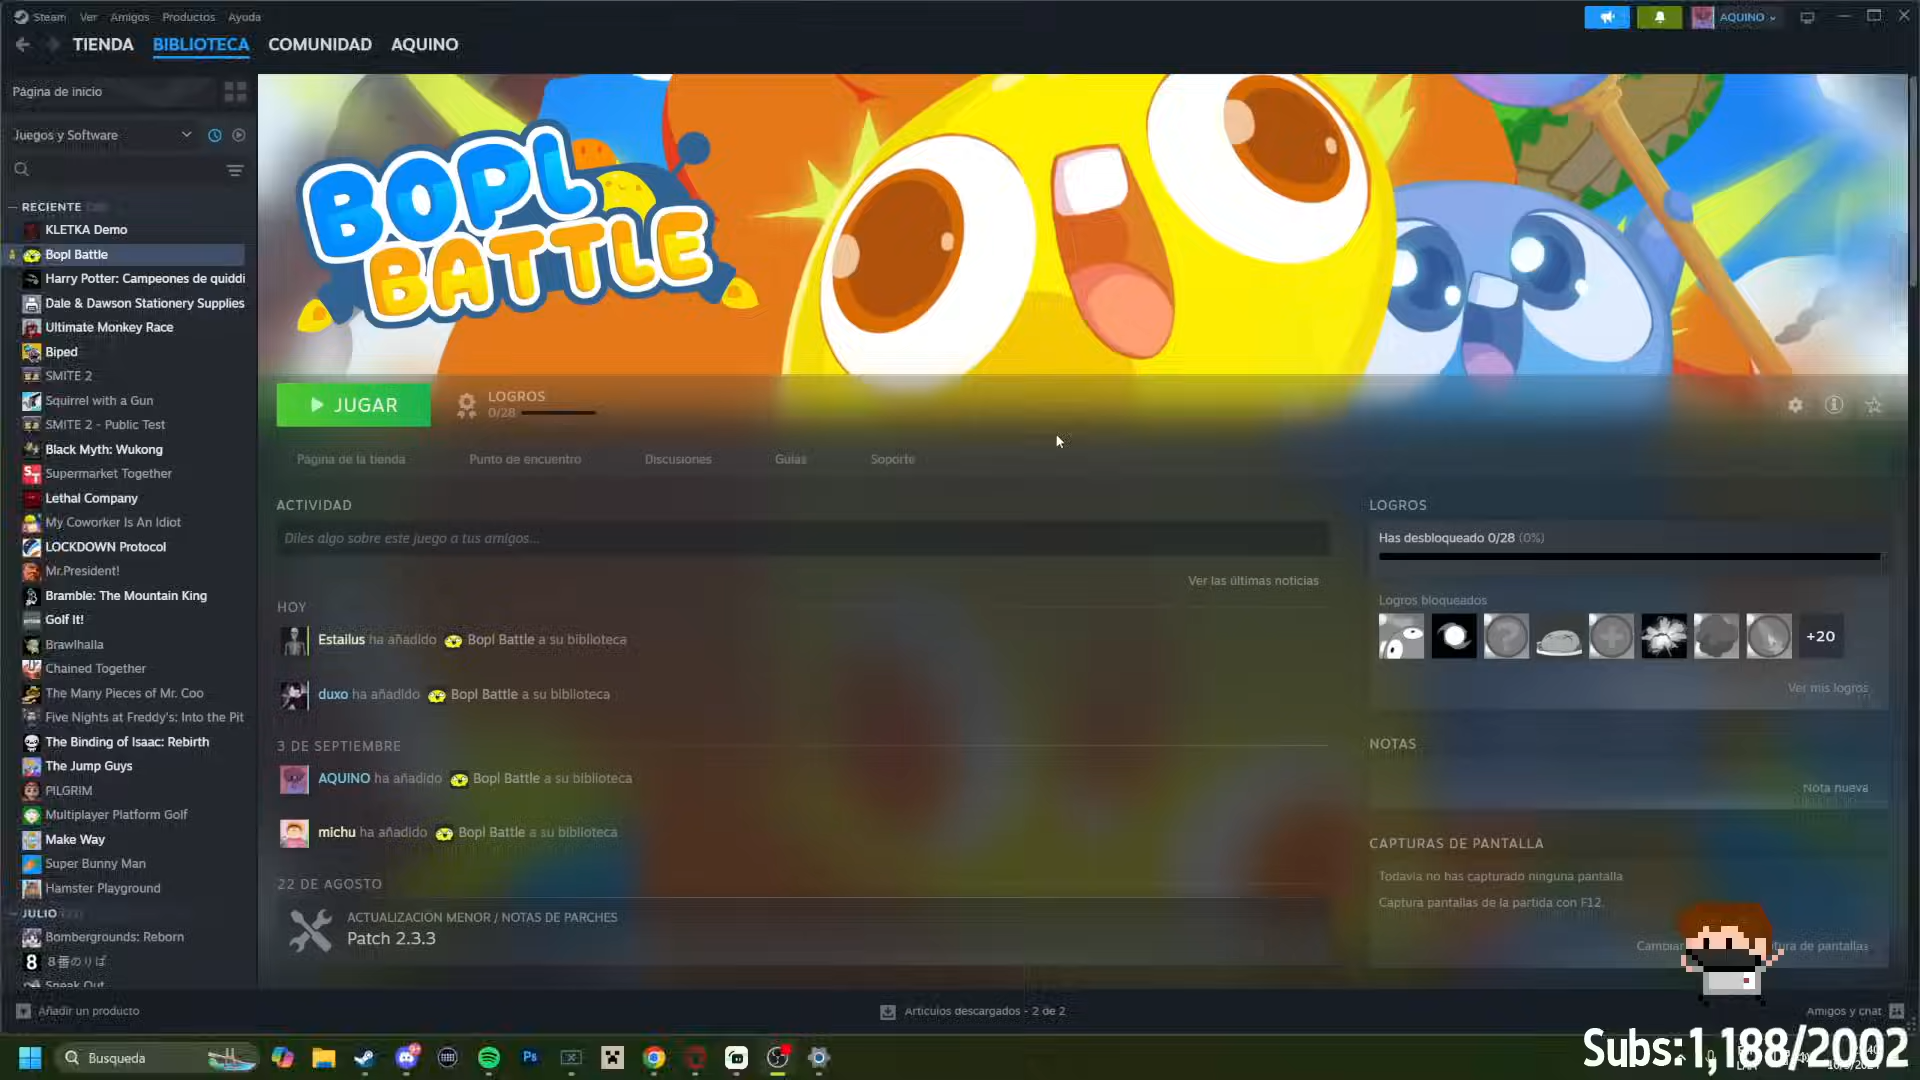 Steam Ver Amigos Productos Ayuda
AQUINO
TIENDA BIBLIOTECA COMUNIDAD AQUINO
Página de inicio
Juegos y Software
RECIENTE
KLETKA Demo
Bopl Battle
Harry Potter: Campeones de quiddi
Dale & Dawson Stationery Supplies
Ultimate Monkey Race
Biped
SMITE 2
Squirrel with a Gun
SMITE 2 - Public Test
Black Myth: Wukong
Supermarket Together
Lethal Company
My Coworker Is An Idiot
LOCKDOWN Protocol
Mr.President!
Bramble: The Mountain King
Golf It!
Brawlhalla
Chained Together
The Many Pieces of Mr. Coo
Five Nights at Freddy's: Into the Pit
The Binding of Isaac: Rebirth
The Jump Guys
PILGRIM
Multiplayer Platform Golf
Make Way
Super Bunny Man
Hamster Playground
JULIO
Bombergrounds: Reborn
8番のりば
Sneak Out
Añadir un producto
BOPL
BATTLE
JUGAR
LOGROS
0/28
Página de la tienda Punto de encuentro Discusiones Guías Soporte
ACTIVIDAD
Diles algo sobre este juego a tus amigos...
Ver las últimas noticias
HOY
Estailus ha añadido Bopl Battle a su biblioteca
duxo ha añadido Bopl Battle a su biblioteca
3 DE SEPTIEMBRE
AQUINO ha añadido Bopl Battle a su biblioteca
michu ha añadido Bopl Battle a su biblioteca
22 DE AGOSTO
ACTUALIZACIÓN MENOR / NOTAS DE PARCHES
Patch 2.3.3
LOGROS
Has desbloqueado 0/28 (0%)
Logros bloqueados
+20
Ver mis logros
NOTAS
Nota nueva
CAPTURAS DE PANTALLA
Todavía no has capturado ninguna pantalla
Captura pantallas de la partida con F12.
Cambiar tura de pantallas
Artículos descargados - 2 de 2
Amigos y chat
Busqueda
Ps
Subs:1,188/2002